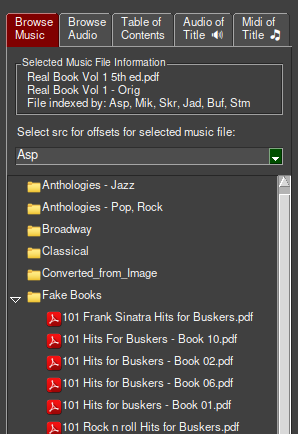 Browse Music
Browse Audio
Table of Contents
Audio of Title
Midi of Title
Selected Music File Information
Real Book Vol 1 5th ed.pdf
Real Book Vol 1 - Orig
File indexed by: Asp, Mik, Skr, Jad, Buf, Stm
Select src for offsets for selected music file:
Asp
Anthologies - Jazz
Anthologies - Pop, Rock
Broadway
Classical
Converted_from_Image
Fake Books
101 Frank Sinatra Hits for Buskers.pdf
101 Hits For Buskers - Book 10.pdf
101 Hits for Buskers - Book 02.pdf
101 Hits for Buskers - Book 06.pdf
101 Hits for buskers - Book 01.pdf
101 Rock n roll Hits for Buskers.pdf